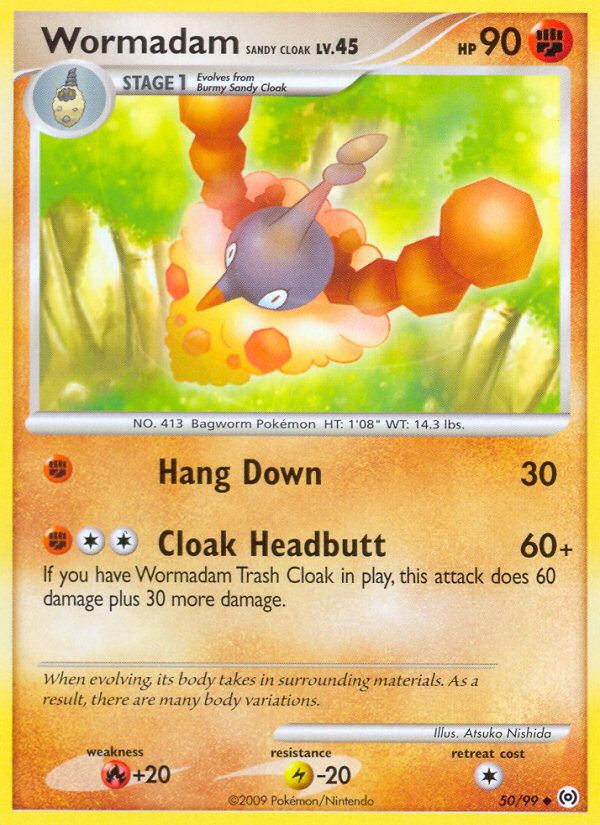 Wormadam SANDY CLOAK LV.45 HP 90
STAGE 1 Evolves from
Burmy Sandy Cloak
NO. 413 Bagworm Pokémon HT: 1'08" WT: 14.3 lbs.
Hang Down 30
Cloak Headbutt 60+
If you have Wormadam Trash Cloak in play, this attack does 60
damage plus 30 more damage.
When evolving, its body takes in surrounding materials. As a
result, there are many body variations.
Illus. Atsuko Nishida
weakness resistance retreat cost
+20 -20
©2009 Pokémon/Nintendo 50/99